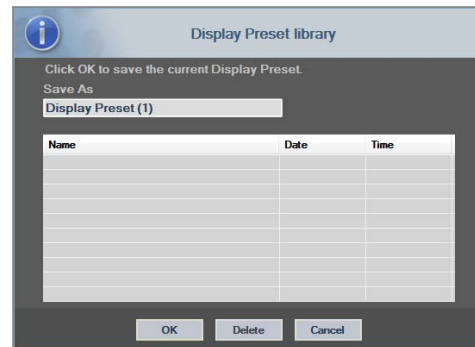 Display Preset library
Click OK to save the current Display Preset.
Save As
Display Preset (1)
Name Date Time
OK Delete Cancel